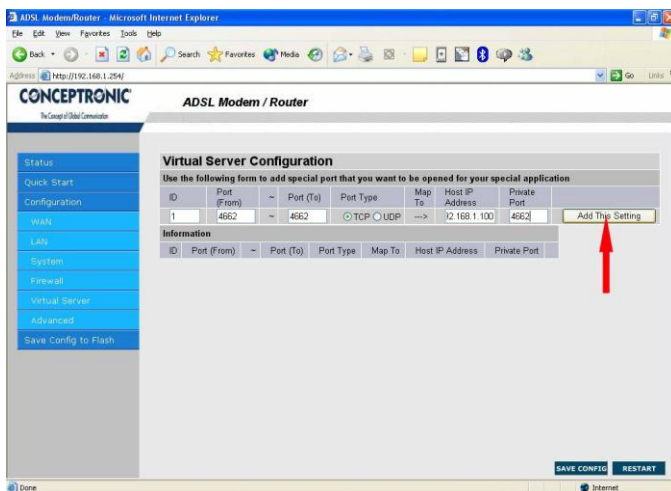 ADSL Modem/Router - Microsoft Internet Explorer
File Edit View Favorites Tools Help
Back Search Favorites Media
Address http://192.168.1.254/ Go Links
CONCEPTRONIC
The Concept of Global Communication
ADSL Modem / Router
Status
Quick Start
Configuration
WAN
LAN
System
Firewall
Virtual Server
Advanced
Save Config to Flash
Virtual Server Configuration
Use the following form to add special port that you want to be opened for your special application
ID Port (From) ~ Port (To) Port Type Map To Host IP Address Private Port
1 4662 ~ 4662 TCP UDP ---> 02.168.1.100 4662 Add This Setting
Information
ID Port (From) ~ Port (To) Port Type Map To Host IP Address Private Port
SAVE CONFIG RESTART
Done Internet